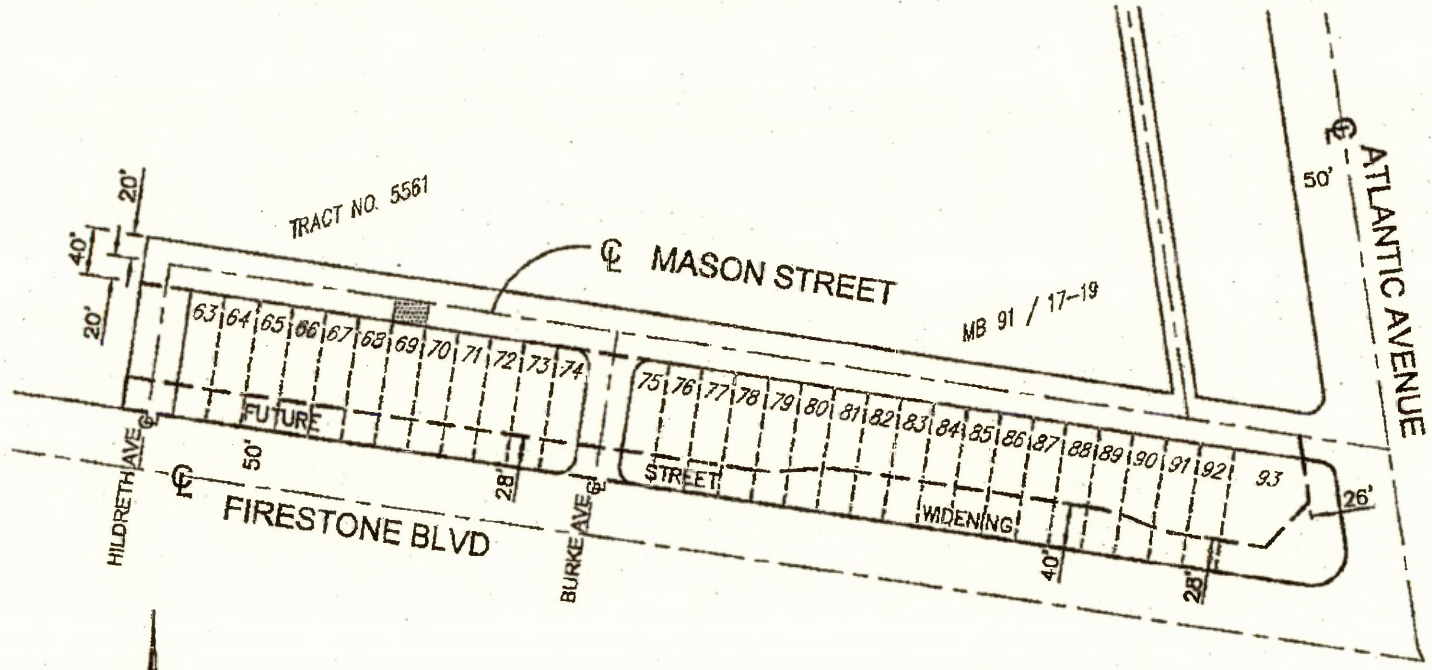 20'
40'
20'
TRACT NO. 5561
℄ MASON STREET
MB 91 / 17-19
50'
℄ ATLANTIC AVENUE
63 64 65 66 67 68 69 70 71 72 73 74
75 76 77 78 79 80 81 82 83 84 85 86 87 88 89 90 91 92 93
FUTURE
STREET
WIDENING
50'
28'
40'
28'
26'
HILDRETH AVE ℄
BURKE AVE ℄
℄ FIRESTONE BLVD